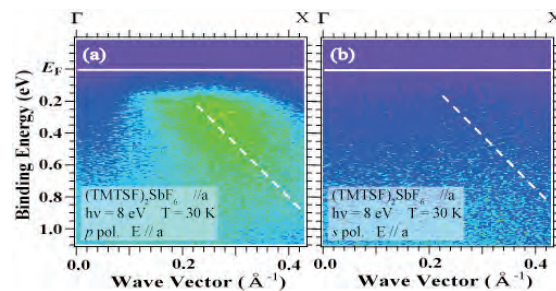 Γ X Γ X
(a) (b)
E_F
0.2
0.4
0.6
0.8
1.0
Binding Energy (eV)
(TMTSF)₂SbF₆ //a
hν = 8 eV T = 30 K
p pol. E // a
(TMTSF)₂SbF₆ //a
hν = 8 eV T = 30 K
s pol. E // a
0.0 0.2 0.4 0.0 0.2 0.4
Wave Vector (Å⁻¹) Wave Vector (Å⁻¹)